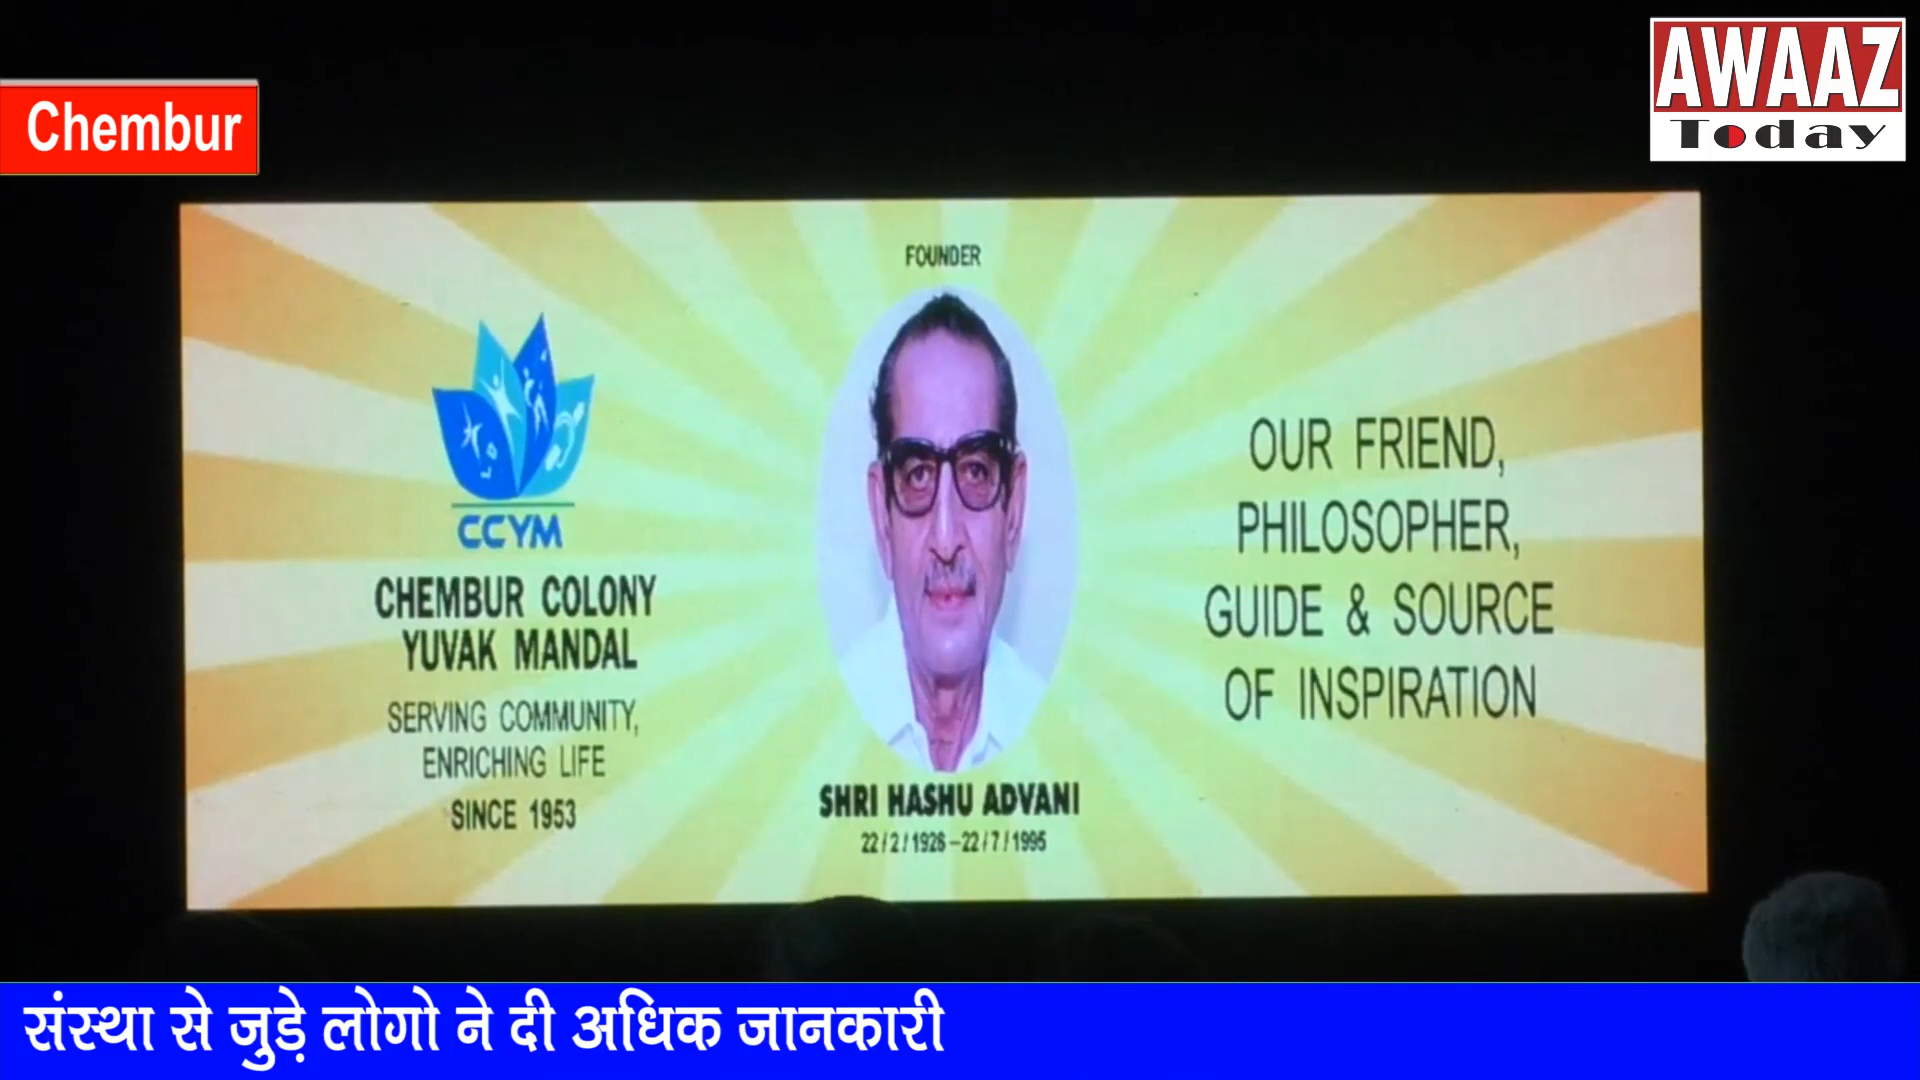 Chembur
AWAAZ
Today
FOUNDER
CCYM
CHEMBUR COLONY
YUVAK MANDAL
SERVING COMMUNITY,
ENRICHING LIFE
SINCE 1953
SHRI HASHU ADVANI
22/2/1926-22/7/1995
OUR FRIEND,
PHILOSOPHER,
GUIDE & SOURCE
OF INSPIRATION
संस्था से जुड़े लोगो ने दी अधिक जानकारी